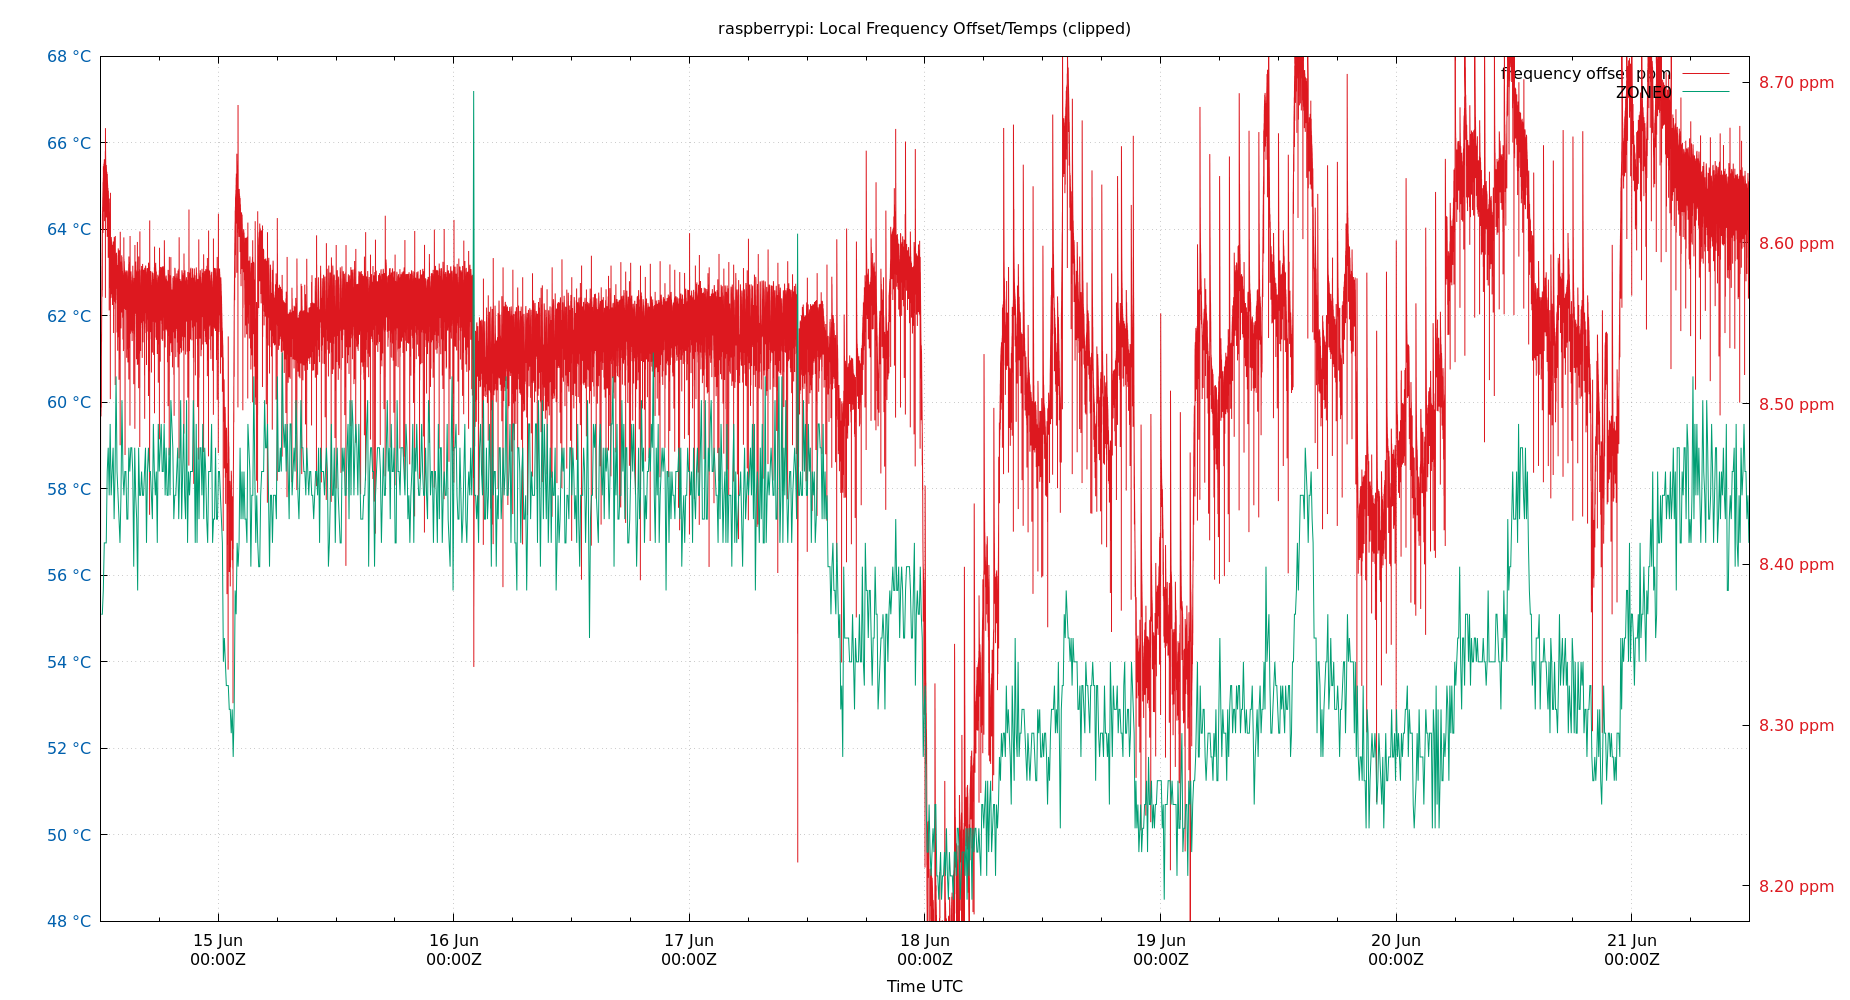 raspberrypi: Local Frequency Offset/Temps (clipped)
68 °C
66 °C
64 °C
62 °C
60 °C
58 °C
56 °C
54 °C
52 °C
50 °C
48 °C
frequency offset ppm
ZONE0
8.70 ppm
8.60 ppm
8.50 ppm
8.40 ppm
8.30 ppm
8.20 ppm
15 Jun
00:00Z
16 Jun
00:00Z
17 Jun
00:00Z
18 Jun
00:00Z
19 Jun
00:00Z
20 Jun
00:00Z
21 Jun
00:00Z
Time UTC